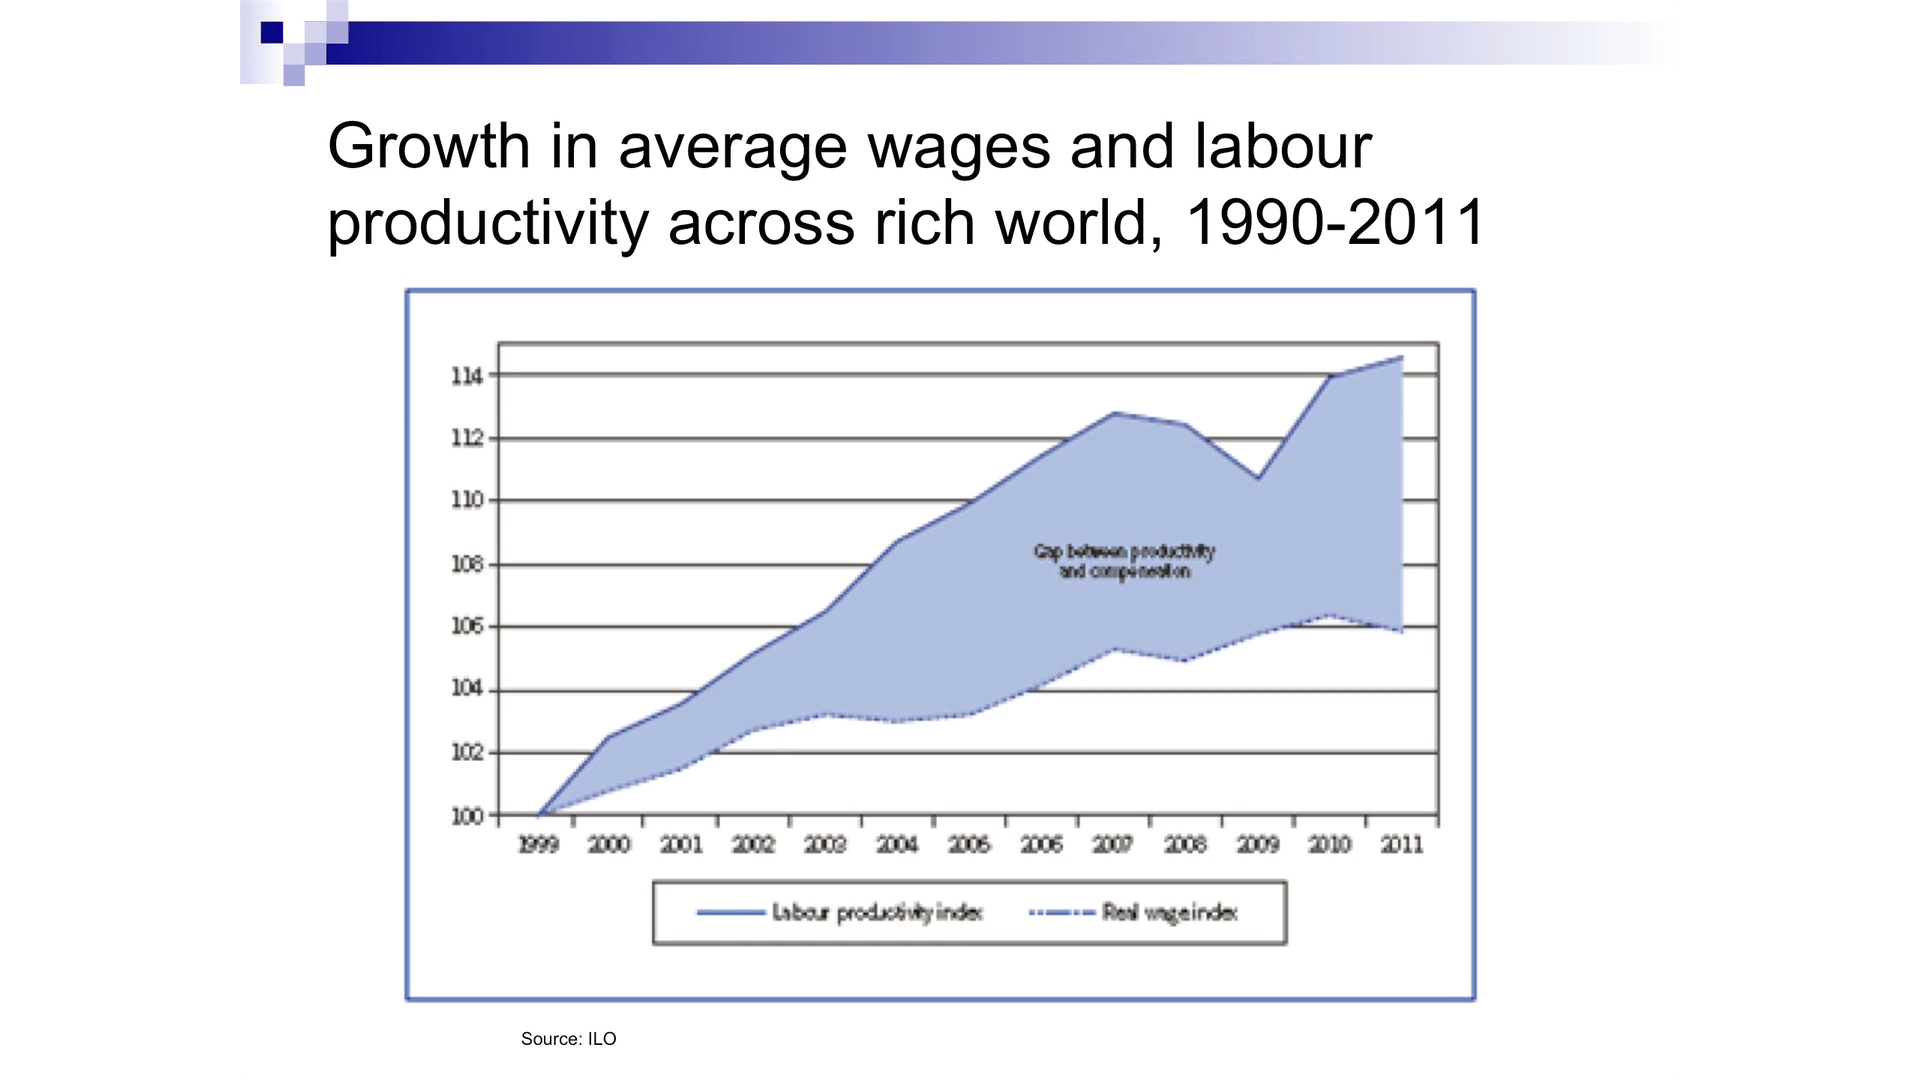 Growth in average wages and labour
productivity across rich world, 1990-2011
114
112
110
108
106
104
102
100
Gap between productivity
and compensation
1999 2000 2001 2002 2003 2004 2005 2006 2007 2008 2009 2010 2011
Labour productivity index Real wage index
Source: ILO